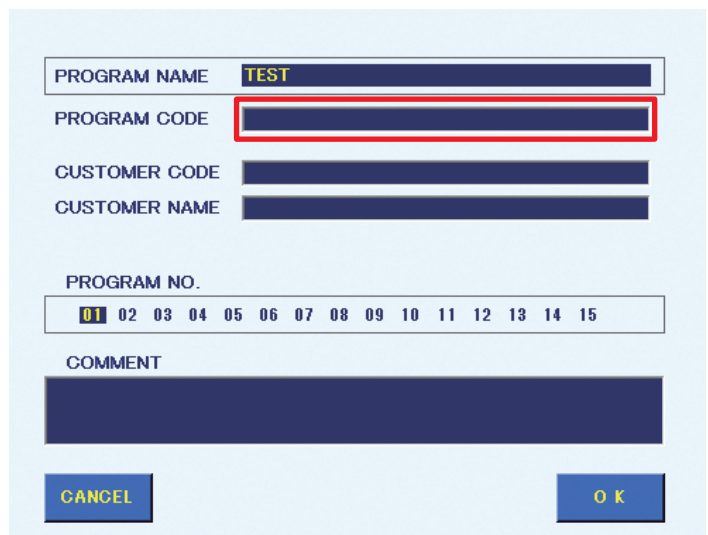 PROGRAM NAME TEST
PROGRAM CODE
CUSTOMER CODE
CUSTOMER NAME
PROGRAM NO.
01 02 03 04 05 06 07 08 09 10 11 12 13 14 15
COMMENT
CANCEL O K